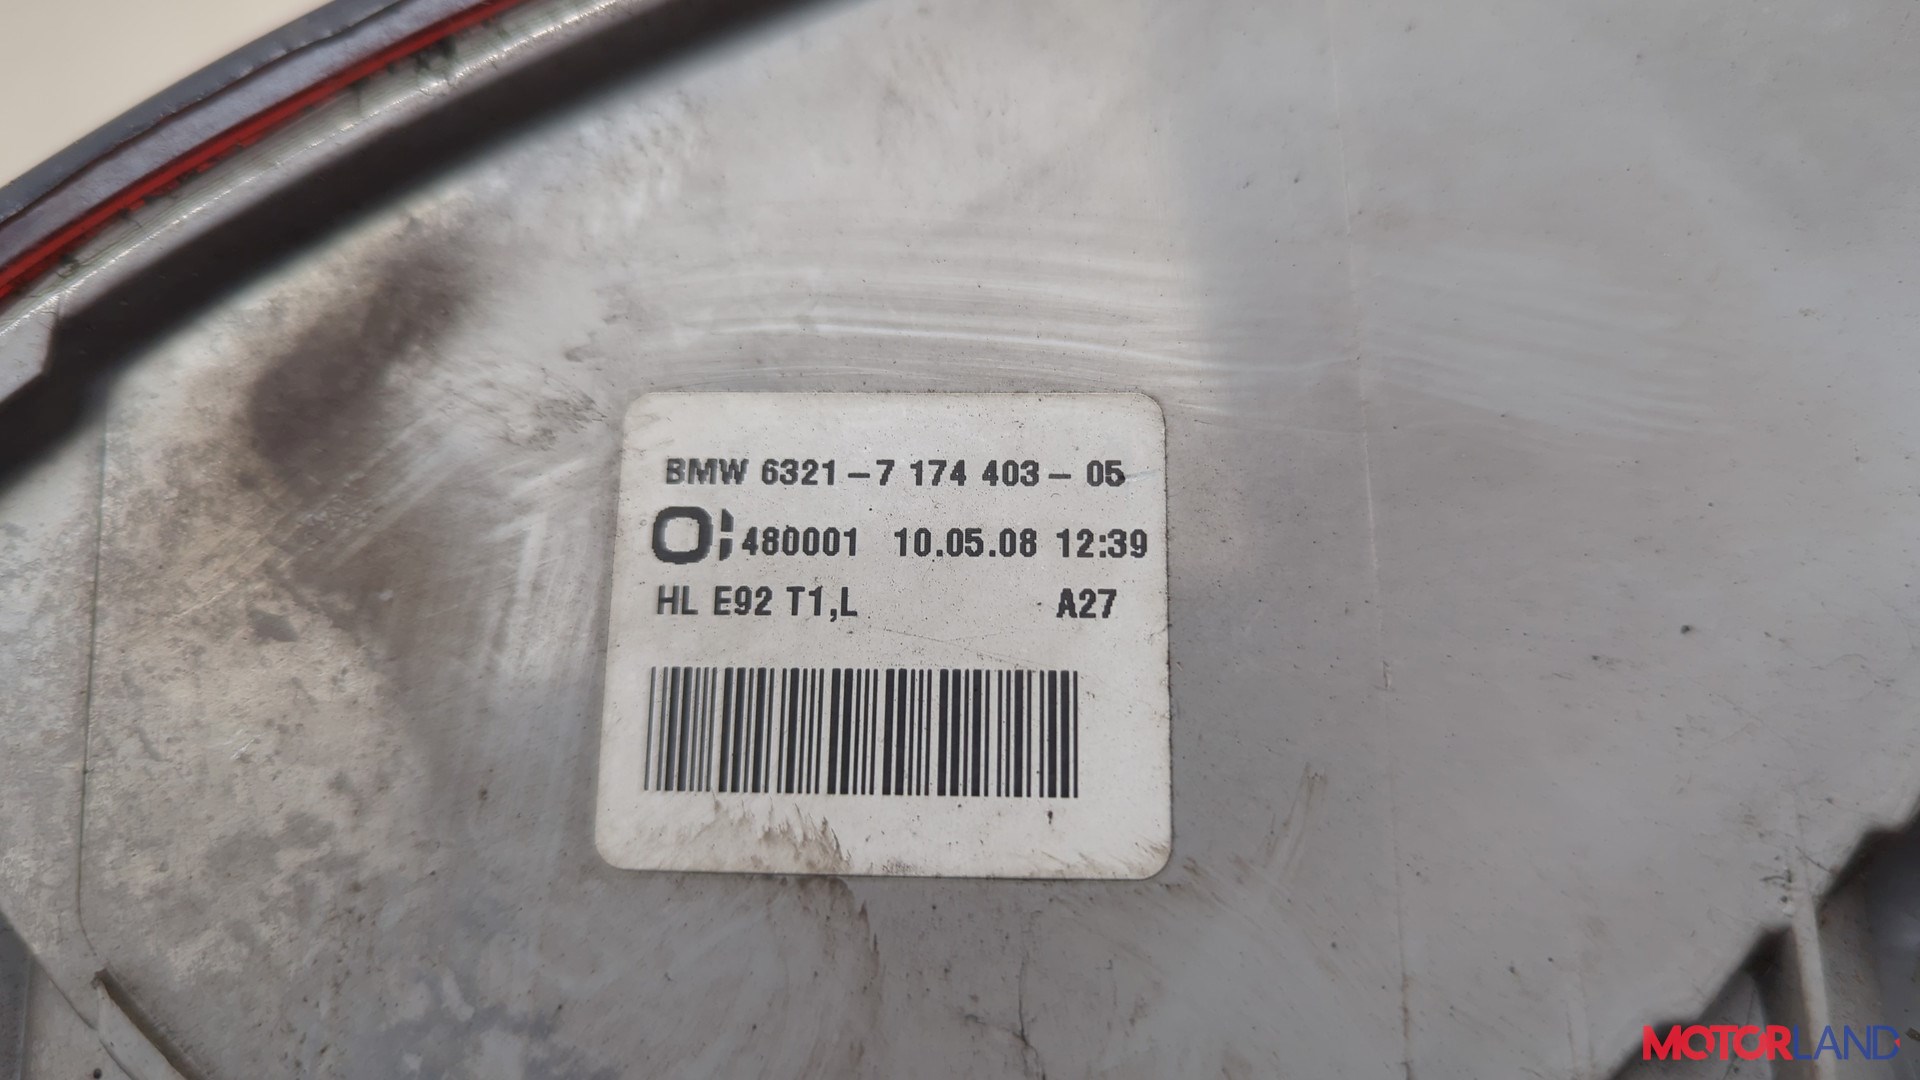 BMW 6321-7 174 403- 05
480001 10.05.08 12:39
HL E92 T1,L A27
MOTORLAND